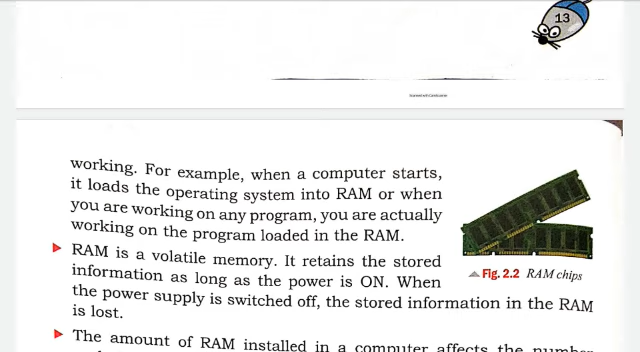 13
Scanned with CamScanner
working. For example, when a computer starts,
it loads the operating system into RAM or when
you are working on any program, you are actually
working on the program loaded in the RAM.
RAM is a volatile memory. It retains the stored
information as long as the power is ON. When
the power supply is switched off, the stored information in the RAM
is lost.
Fig. 2.2 RAM chips
The amount of RAM installed in a computer affects the number